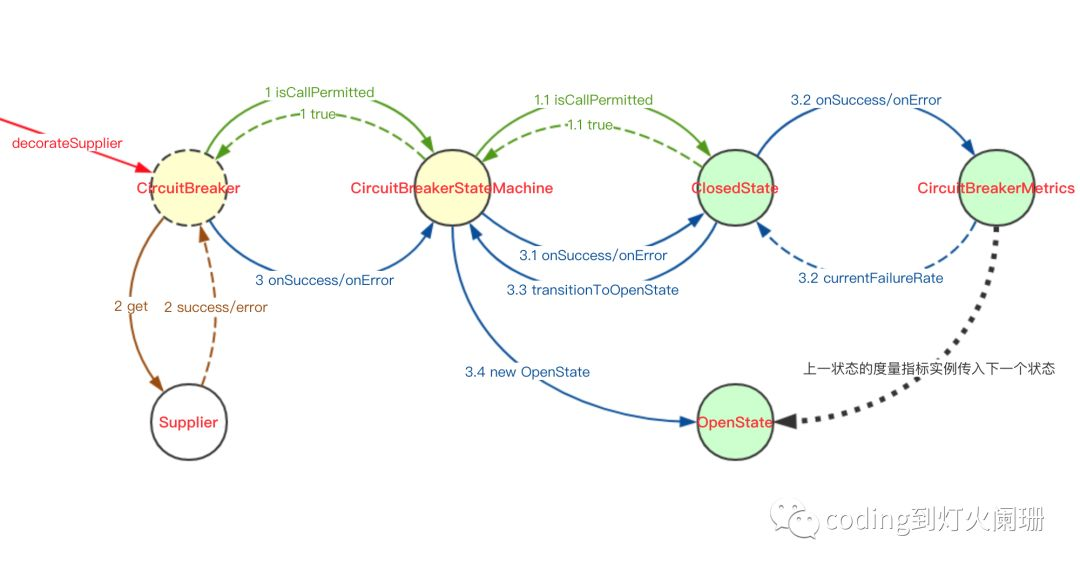 1 isCallPermitted
1.1 isCallPermitted
3.2 onSuccess/onError
1 true
1.1 true
decorateSupplier
CircuitBreaker
CircuitBreakerStateMachine
ClosedState
CircuitBreakerMetrics
3.1 onSuccess/onError
3 onSuccess/onError
3.2 currentFailureRate
3.3 transitionToOpenState
2 get
2 success/error
3.4 new OpenState
上一状态的度量指标实例传入下一个状态
Supplier
OpenState
coding到灯火阑珊